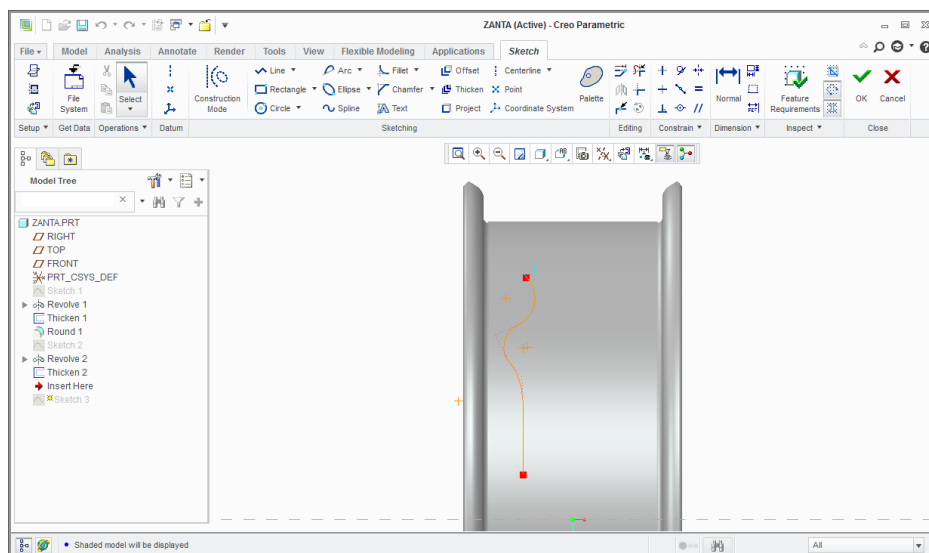 ZANTA (Active) - Creo Parametric
File Model Analysis Annotate Render Tools View Flexible Modeling Applications Sketch
Line Arc Fillet Offset Centerline
Rectangle Ellipse Chamfer Thicken Point
Circle Spline Text Project Coordinate System
File System
Select
Construction Mode
Palette
Normal
Feature Requirements
OK Cancel
Setup Get Data Operations Datum Sketching Editing Constrain Dimension Inspect Close
Model Tree
ZANTA.PRT
RIGHT
TOP
FRONT
PRT_CSYS_DEF
Sketch 1
Revolve 1
Thicken 1
Round 1
Sketch 2
Revolve 2
Thicken 2
Insert Here
Sketch 3
Shaded model will be displayed
All